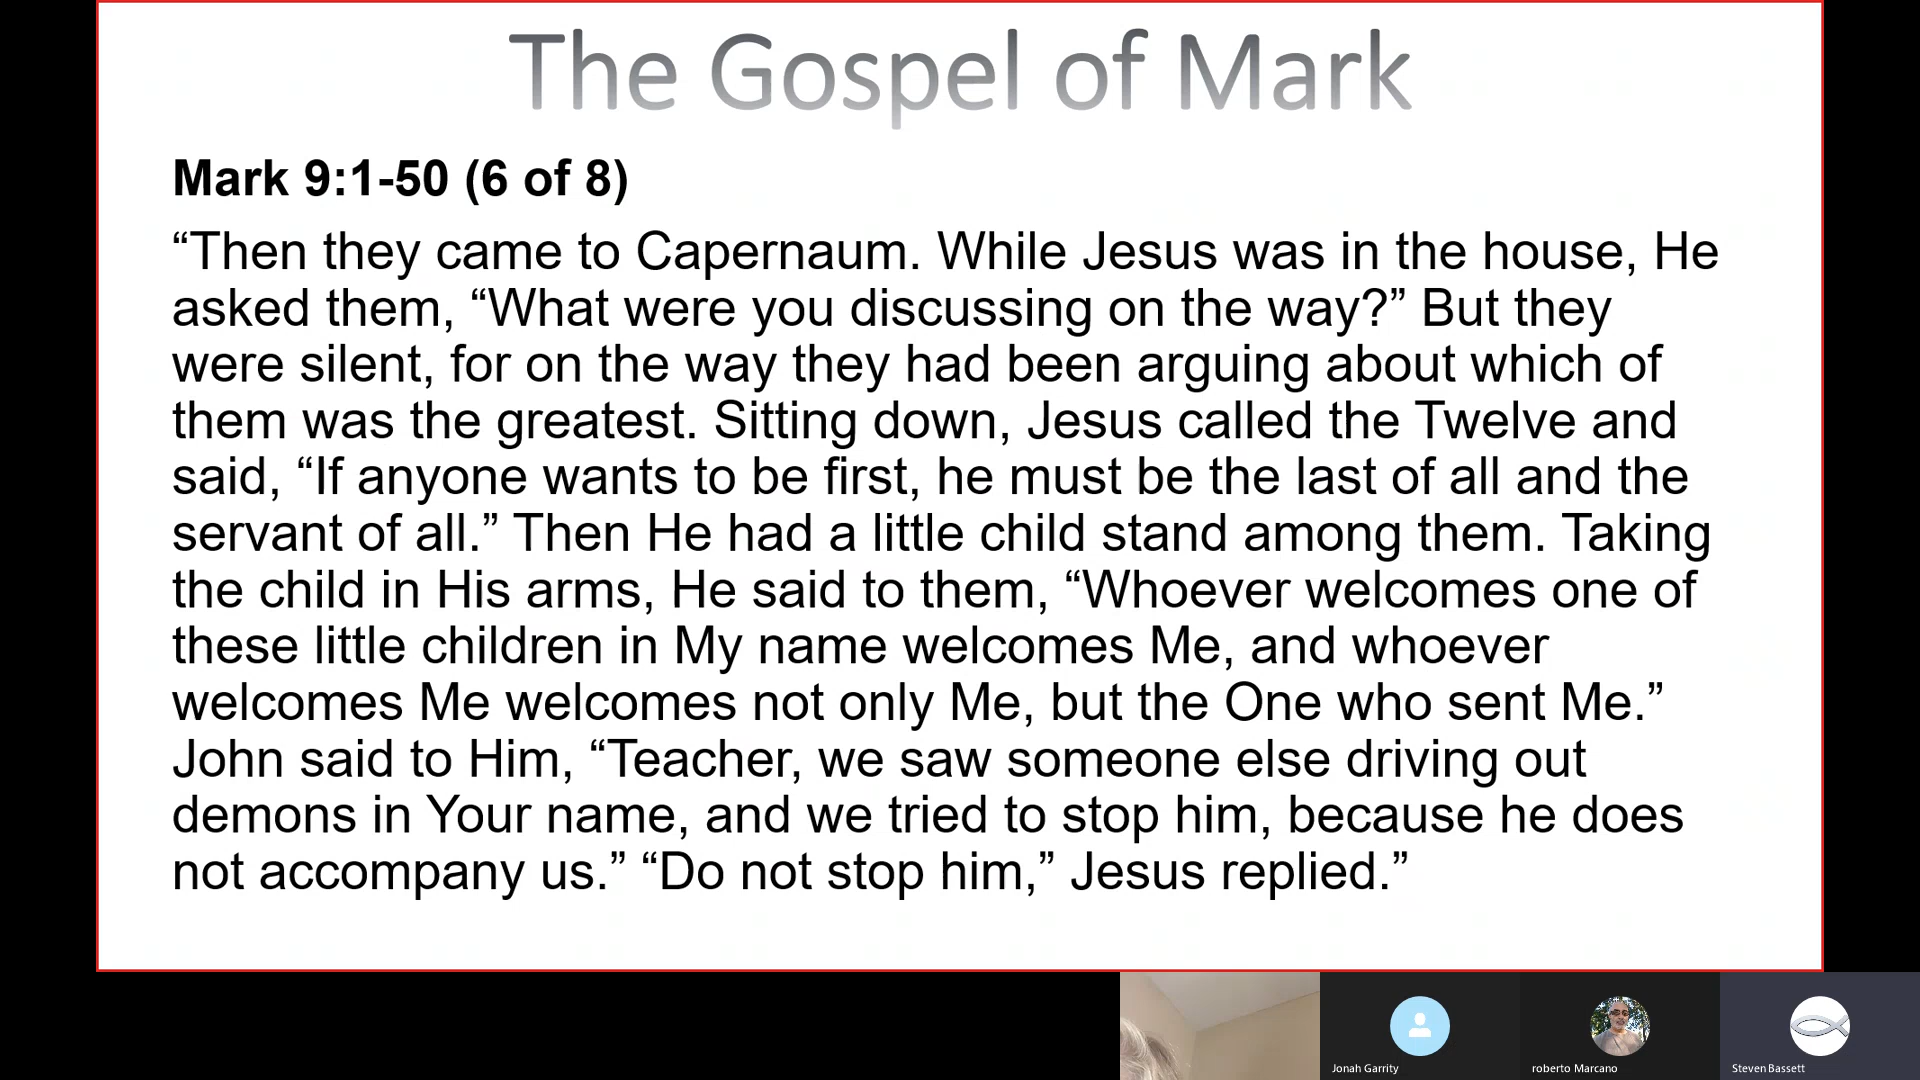 The Gospel of Mark
Mark 9:1-50 (6 of 8)
“Then they came to Capernaum. While Jesus was in the house, He
asked them, “What were you discussing on the way?” But they
were silent, for on the way they had been arguing about which of
them was the greatest. Sitting down, Jesus called the Twelve and
said, “If anyone wants to be first, he must be the last of all and the
servant of all.” Then He had a little child stand among them. Taking
the child in His arms, He said to them, “Whoever welcomes one of
these little children in My name welcomes Me, and whoever
welcomes Me welcomes not only Me, but the One who sent Me.”
John said to Him, “Teacher, we saw someone else driving out
demons in Your name, and we tried to stop him, because he does
not accompany us.” “Do not stop him,” Jesus replied.”
Jonah Garrity
roberto Marcano
Steven Bassett